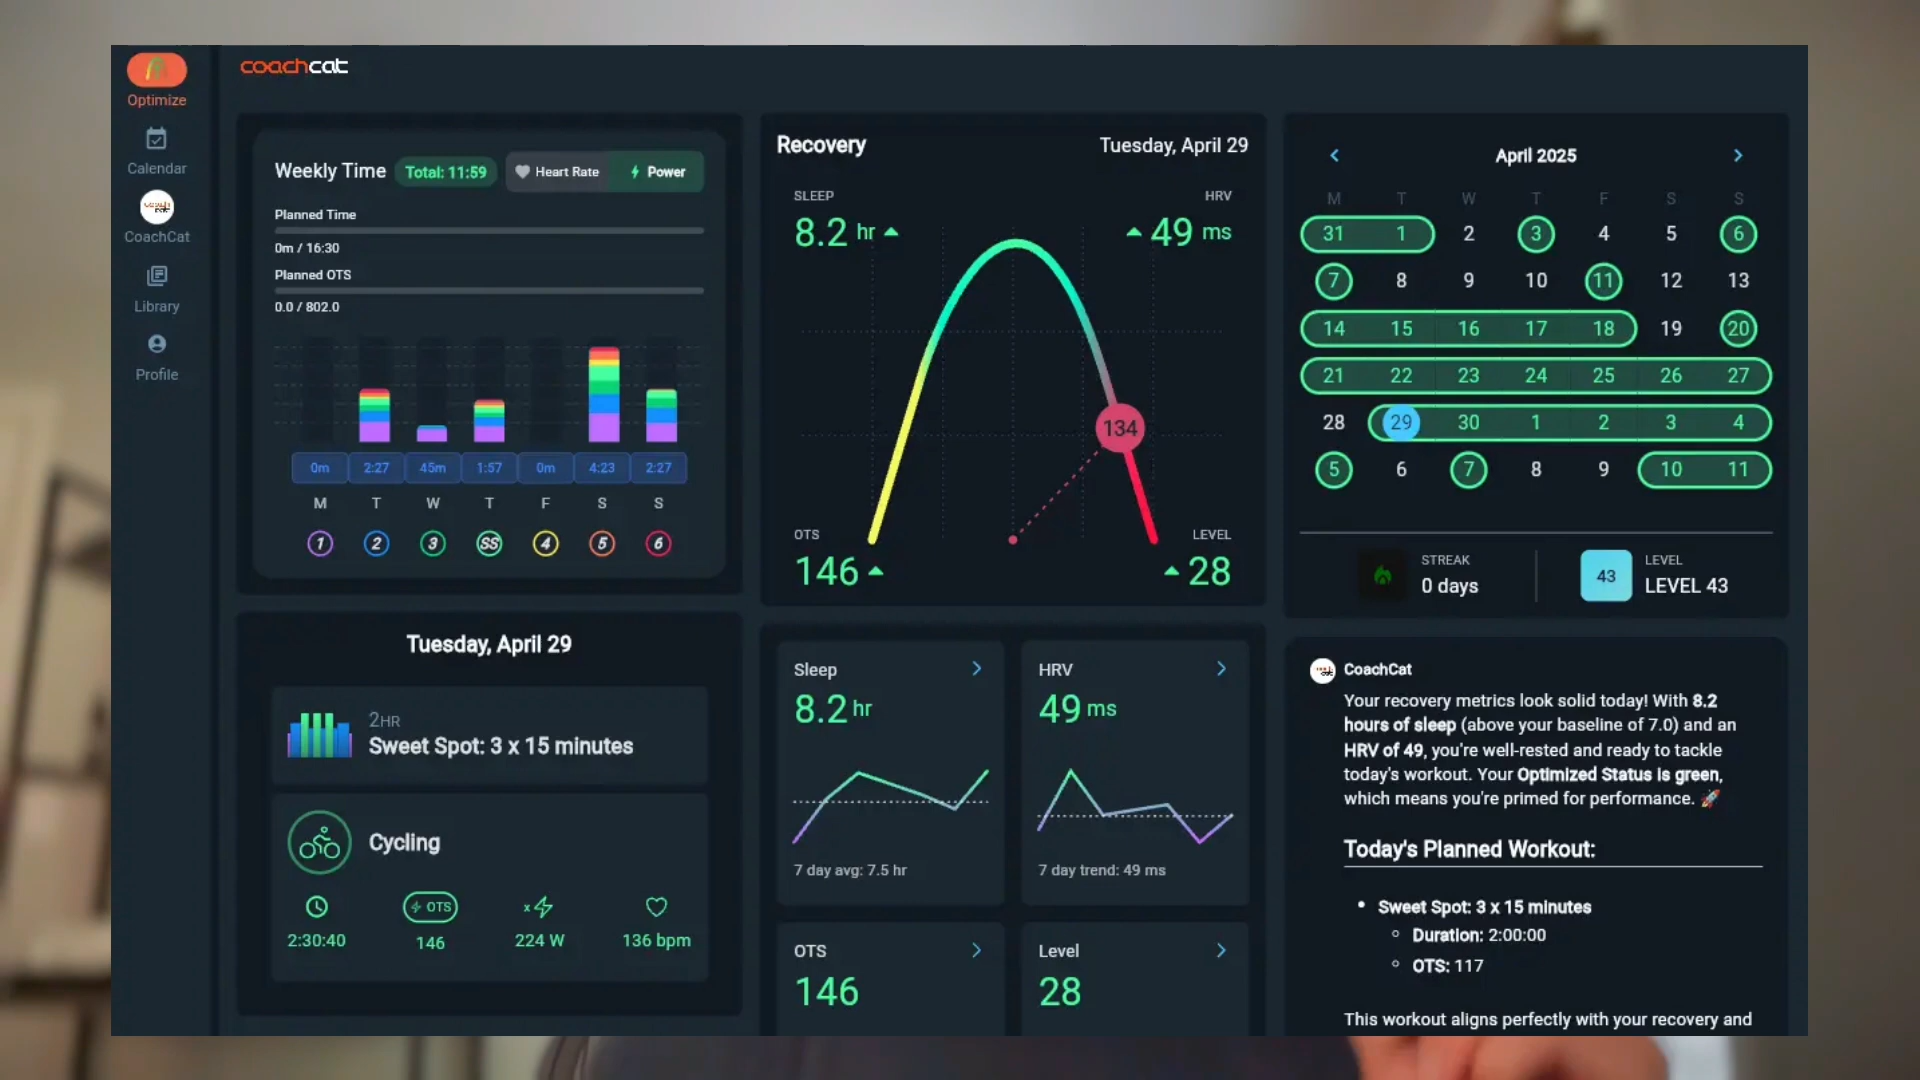 Optimize
Calendar
CoachCat
Library
Profile
coachcat
Weekly Time
Total: 11:59
Heart Rate
Power
Planned Time
0m / 16:30
Planned OTS
0.0 / 802.0
0m 2:27 45m 1:57 0m 4:23 2:27
M T W T F S S
1 2 3 SS 4 5 6
Tuesday, April 29
2HR
Sweet Spot: 3 x 15 minutes
Cycling
OTS
2:30:40 146 224 W 136 bpm
Recovery
Tuesday, April 29
SLEEP
HRV
8.2 hr
49 ms
134
OTS
LEVEL
146
28
Sleep
8.2 hr
7 day avg: 7.5 hr
HRV
49 ms
7 day trend: 49 ms
OTS
146
Level
28
April 2025
M T W T F S S
31 1 2 3 4 5 6
7 8 9 10 11 12 13
14 15 16 17 18 19 20
21 22 23 24 25 26 27
28 29 30 1 2 3 4
5 6 7 8 9 10 11
STREAK
0 days
43
LEVEL
LEVEL 43
CoachCat
Your recovery metrics look solid today! With 8.2
hours of sleep (above your baseline of 7.0) and an
HRV of 49, you're well-rested and ready to tackle
today's workout. Your Optimized Status is green,
which means you're primed for performance. 🚀
Today's Planned Workout:
• Sweet Spot: 3 x 15 minutes
◦ Duration: 2:00:00
◦ OTS: 117
This workout aligns perfectly with your recovery and